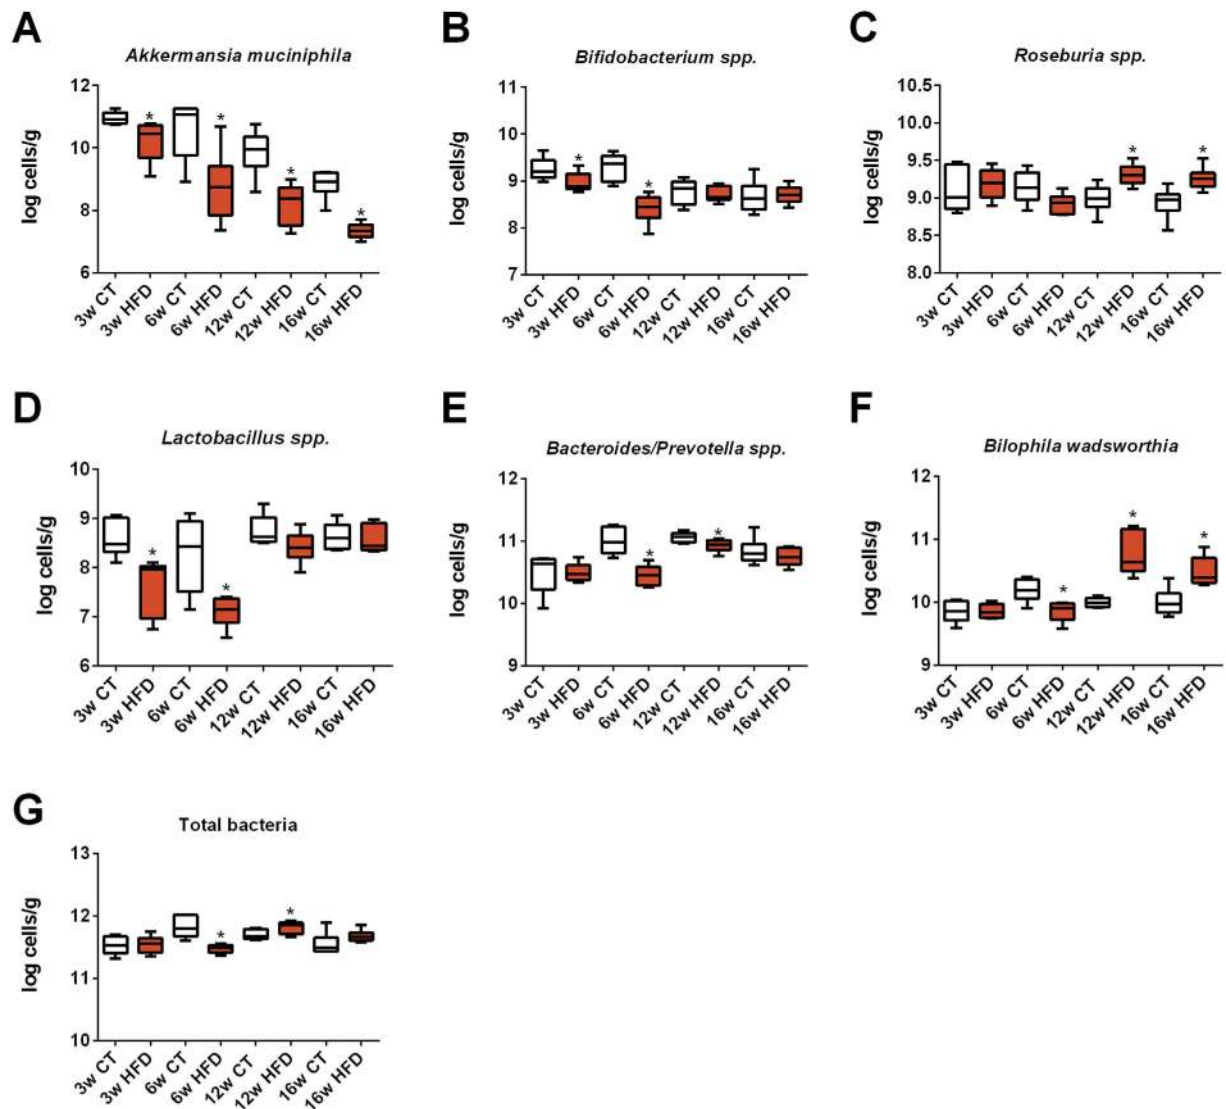 A
Akkermansia muciniphila
log cells/g
12
10
8
6
* * * *
3w CT 3w HFD 6w CT 6w HFD 12w CT 12w HFD 16w CT 16w HFD
B
Bifidobacterium spp.
log cells/g
11
10
9
8
7
* *
3w CT 3w HFD 6w CT 6w HFD 12w CT 12w HFD 16w CT 16w HFD
C
Roseburia spp.
log cells/g
10.5
10.0
9.5
9.0
8.5
8.0
* *
3w CT 3w HFD 6w CT 6w HFD 12w CT 12w HFD 16w CT 16w HFD
D
Lactobacillus spp.
log cells/g
10
9
8
7
6
* *
3w CT 3w HFD 6w CT 6w HFD 12w CT 12w HFD 16w CT 16w HFD
E
Bacteroides/Prevotella spp.
log cells/g
12
11
10
9
* *
3w CT 3w HFD 6w CT 6w HFD 12w CT 12w HFD 16w CT 16w HFD
F
Bilophila wadsworthia
log cells/g
12
11
10
9
* * *
3w CT 3w HFD 6w CT 6w HFD 12w CT 12w HFD 16w CT 16w HFD
G
Total bacteria
log cells/g
13
12
11
10
* *
3w CT 3w HFD 6w CT 6w HFD 12w CT 12w HFD 16w CT 16w HFD